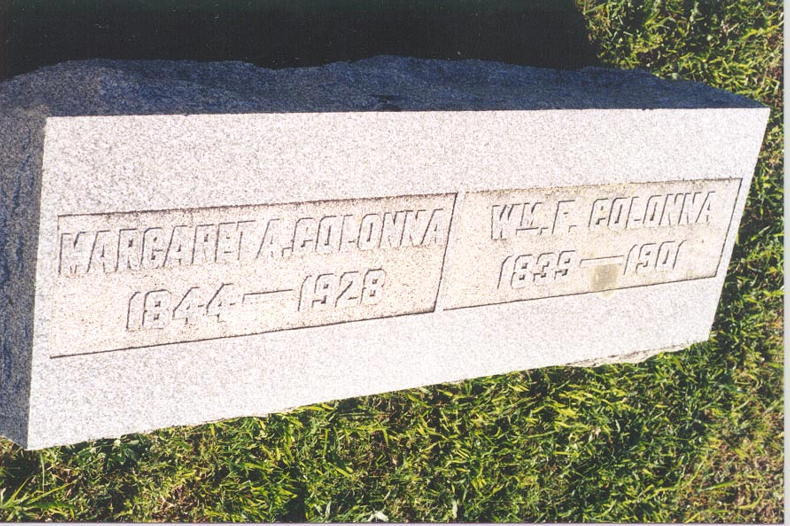 MARGARET A. COLONNA
1844 — 1928
WM. F. COLONNA
1839 — 1901